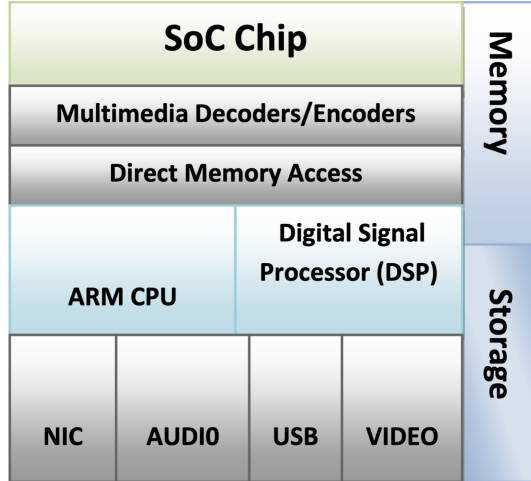 SoC Chip
Multimedia Decoders/Encoders
Direct Memory Access
ARM CPU
Digital Signal
Processor (DSP)
NIC
AUDI0
USB
VIDEO
Memory
Storage